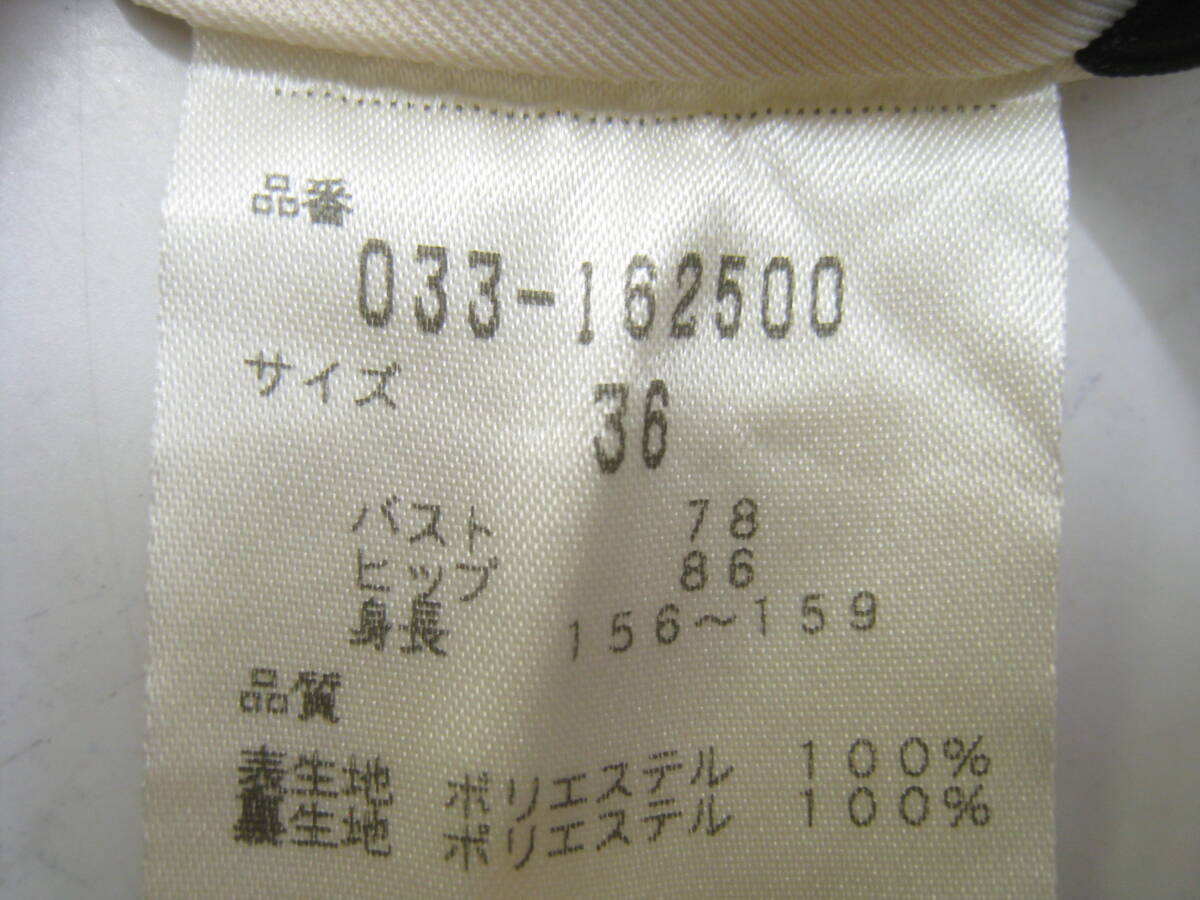 品番
033-162500
サイズ 36
バスト 78
ヒップ 86
身長 156～159
品質
表生地 ポリエステル 100%
裏生地 ポリエステル 100%